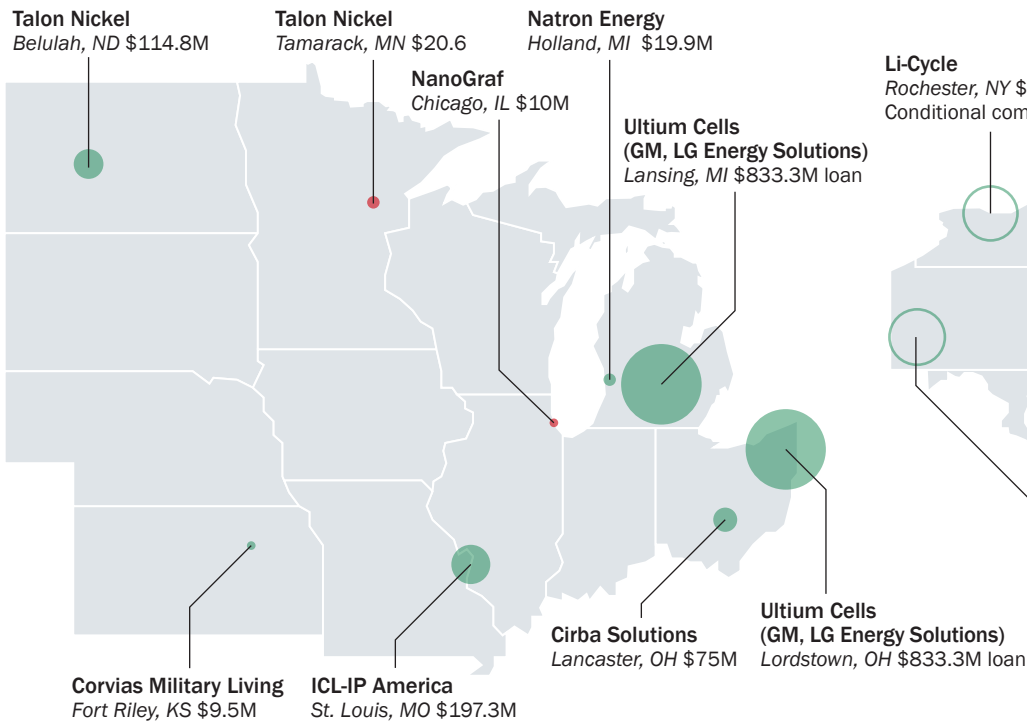 Talon Nickel
Belulah, ND $114.8M
Talon Nickel
Tamarack, MN $20.6
Natron Energy
Holland, MI $19.9M
NanoGraf
Chicago, IL $10M
Li-Cycle
Rochester, NY $
Conditional com
Ultium Cells
(GM, LG Energy Solutions)
Lansing, MI $833.3M loan
Cirba Solutions
Lancaster, OH $75M
Ultium Cells
(GM, LG Energy Solutions)
Lordstown, OH $833.3M loan
Corvias Military Living
Fort Riley, KS $9.5M
ICL-IP America
St. Louis, MO $197.3M